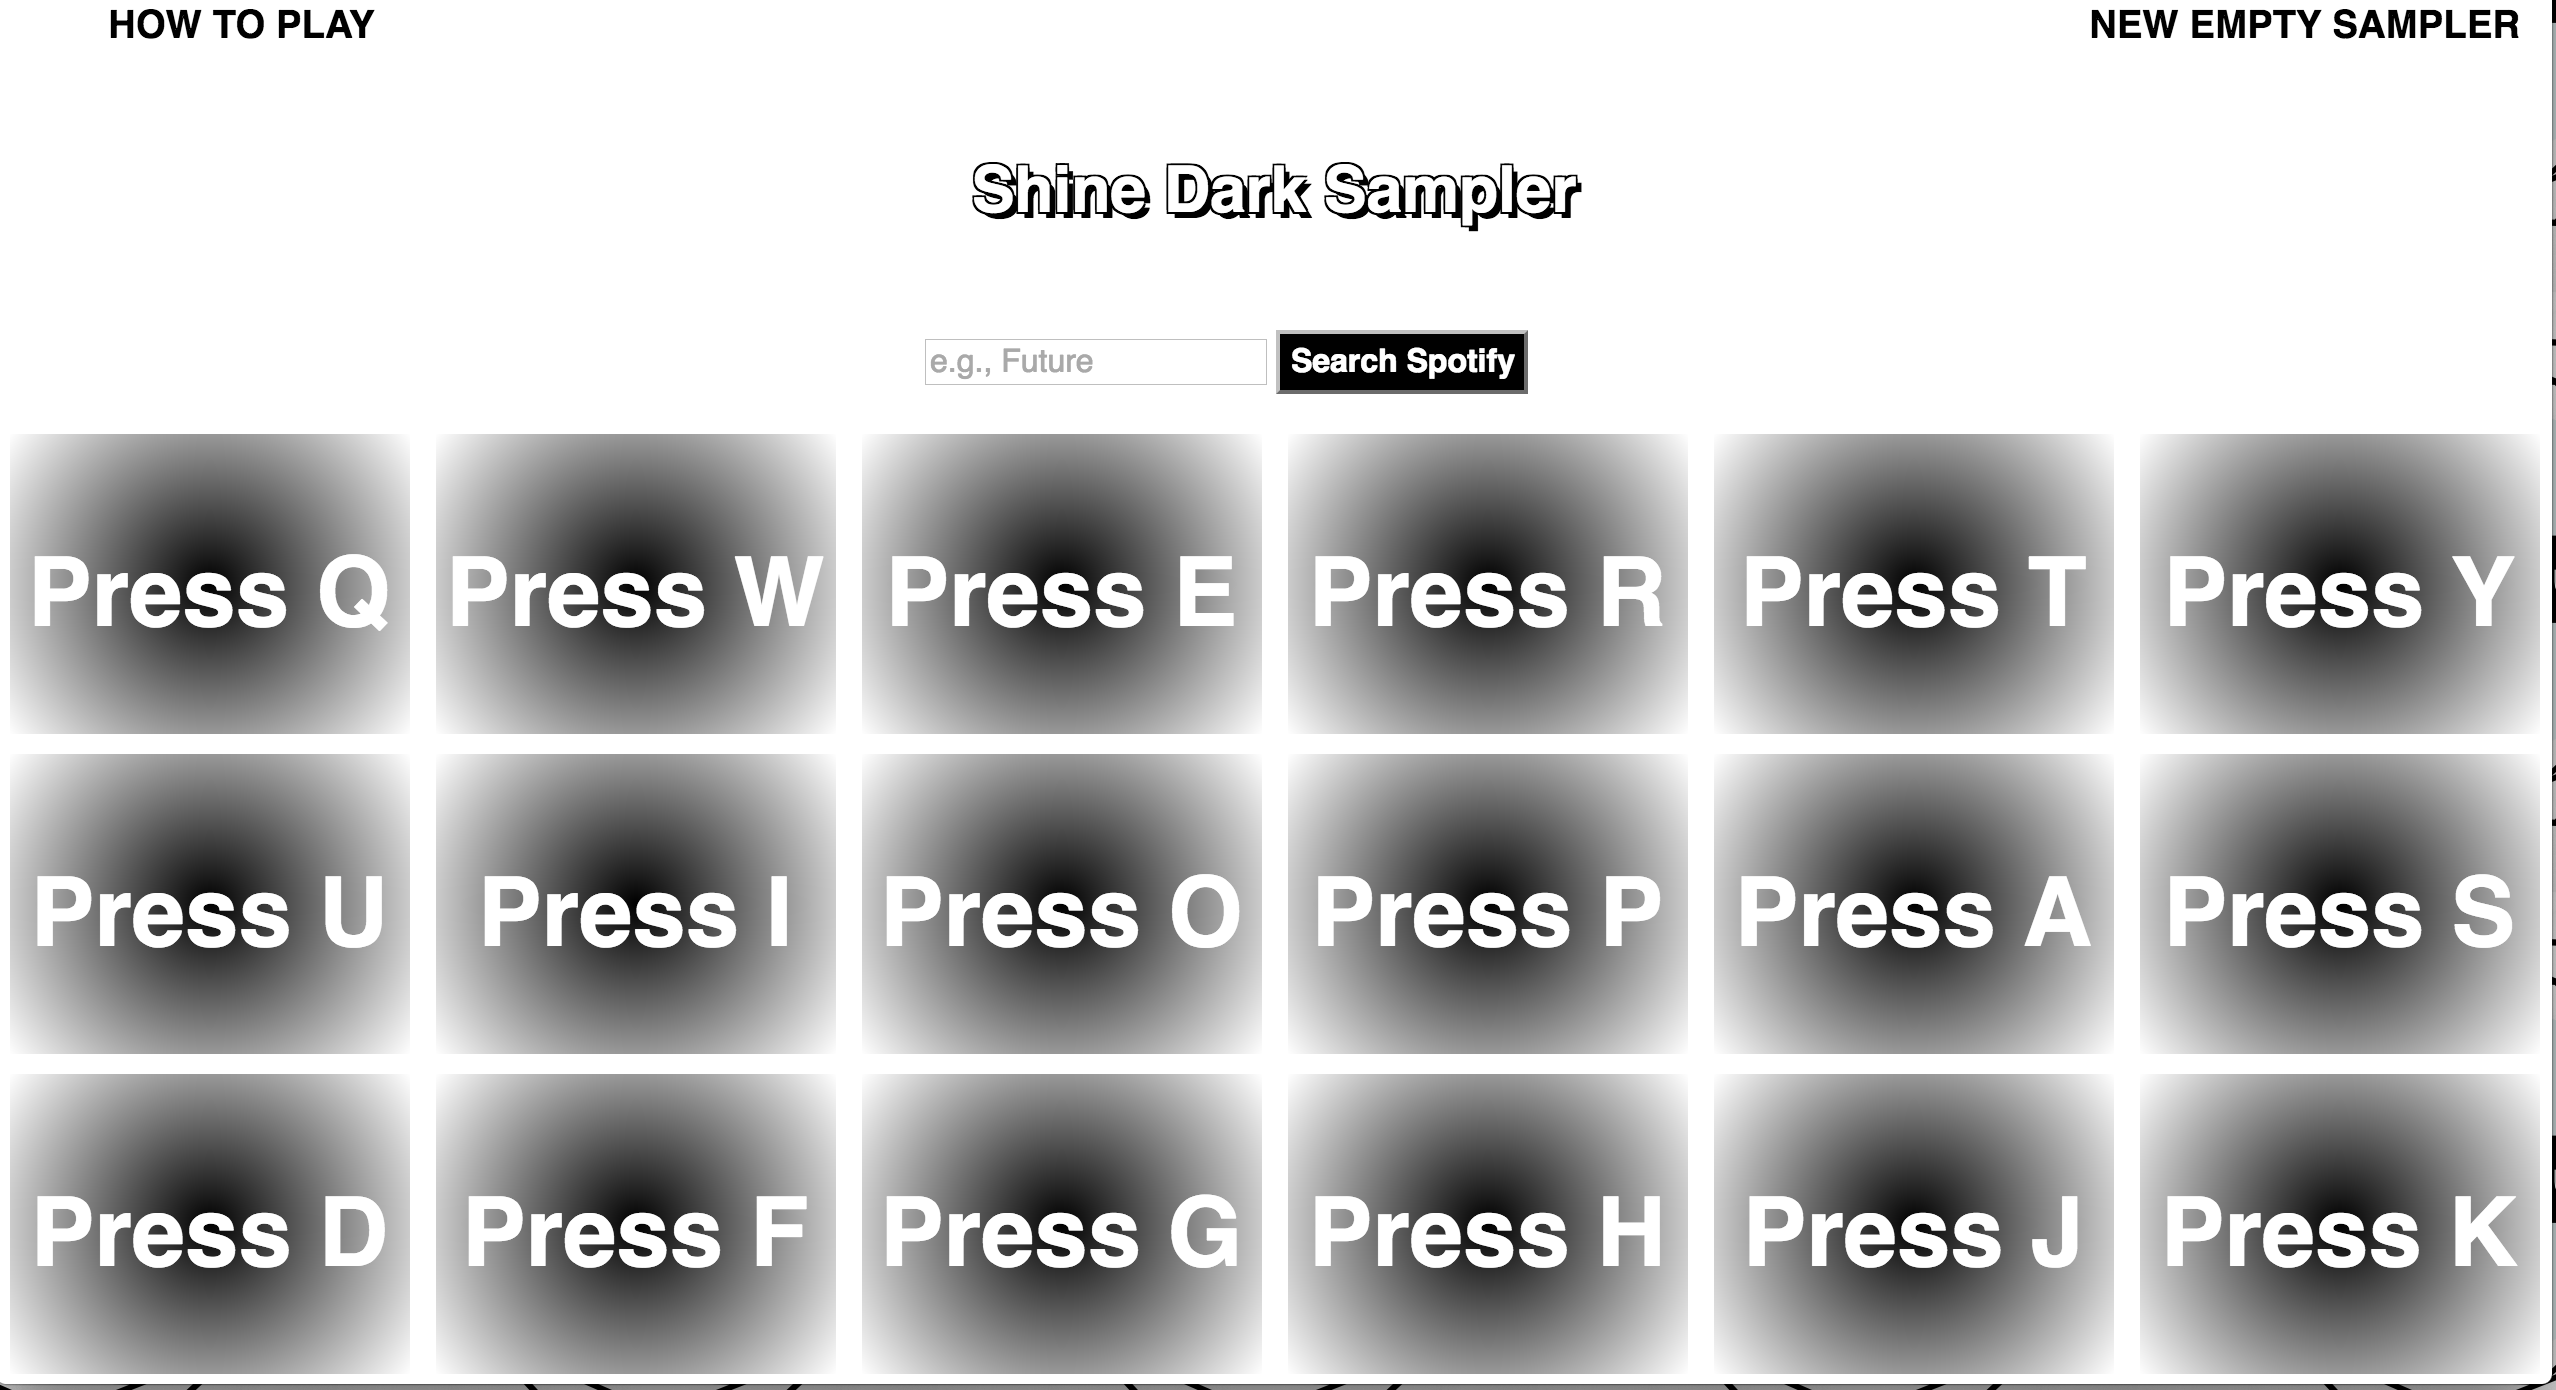 HOW TO PLAY
NEW EMPTY SAMPLER
Shine Dark Sampler
e.g., Future
Search Spotify
Press Q
Press W
Press E
Press R
Press T
Press Y
Press U
Press I
Press O
Press P
Press A
Press S
Press D
Press F
Press G
Press H
Press J
Press K